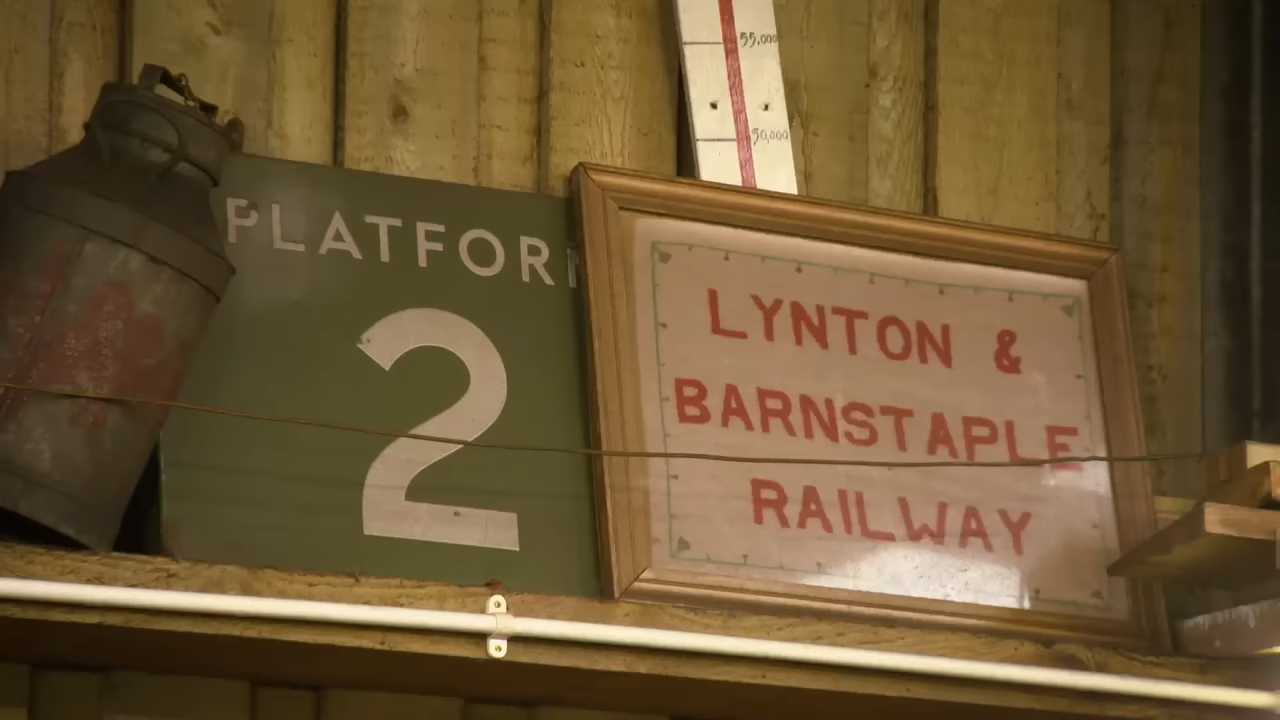 55,000
50,000
PLATFORM
2
LYNTON &
BARNSTAPLE
RAILWAY